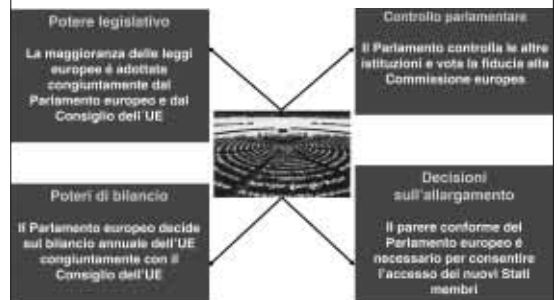 Potere legislativo
La maggioranza delle leggi
europee è adottata
congiuntamente dal
Parlamento europeo e dal
Consiglio dell'UE
Controllo parlamentare
Il Parlamento controlla le altre
istituzioni e vota la fiducia alla
Commissione europea
Poteri di bilancio
Il Parlamento europeo decide
sul bilancio annuale dell'UE
congiuntamente con il
Consiglio dell'UE
Decisioni
sull'allargamento
Il parere conforme del
Parlamento europeo è
necessario per consentire
l'accesso dei nuovi Stati
membri